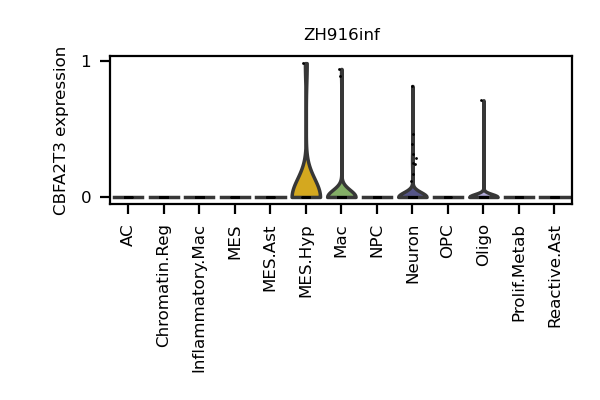 ZH916inf
CBFA2T3 expression
1
0
AC
Chromatin.Reg
Inflammatory.Mac
MES
MES.Ast
MES.Hyp
Mac
NPC
Neuron
OPC
Oligo
Prolif.Metab
Reactive.Ast